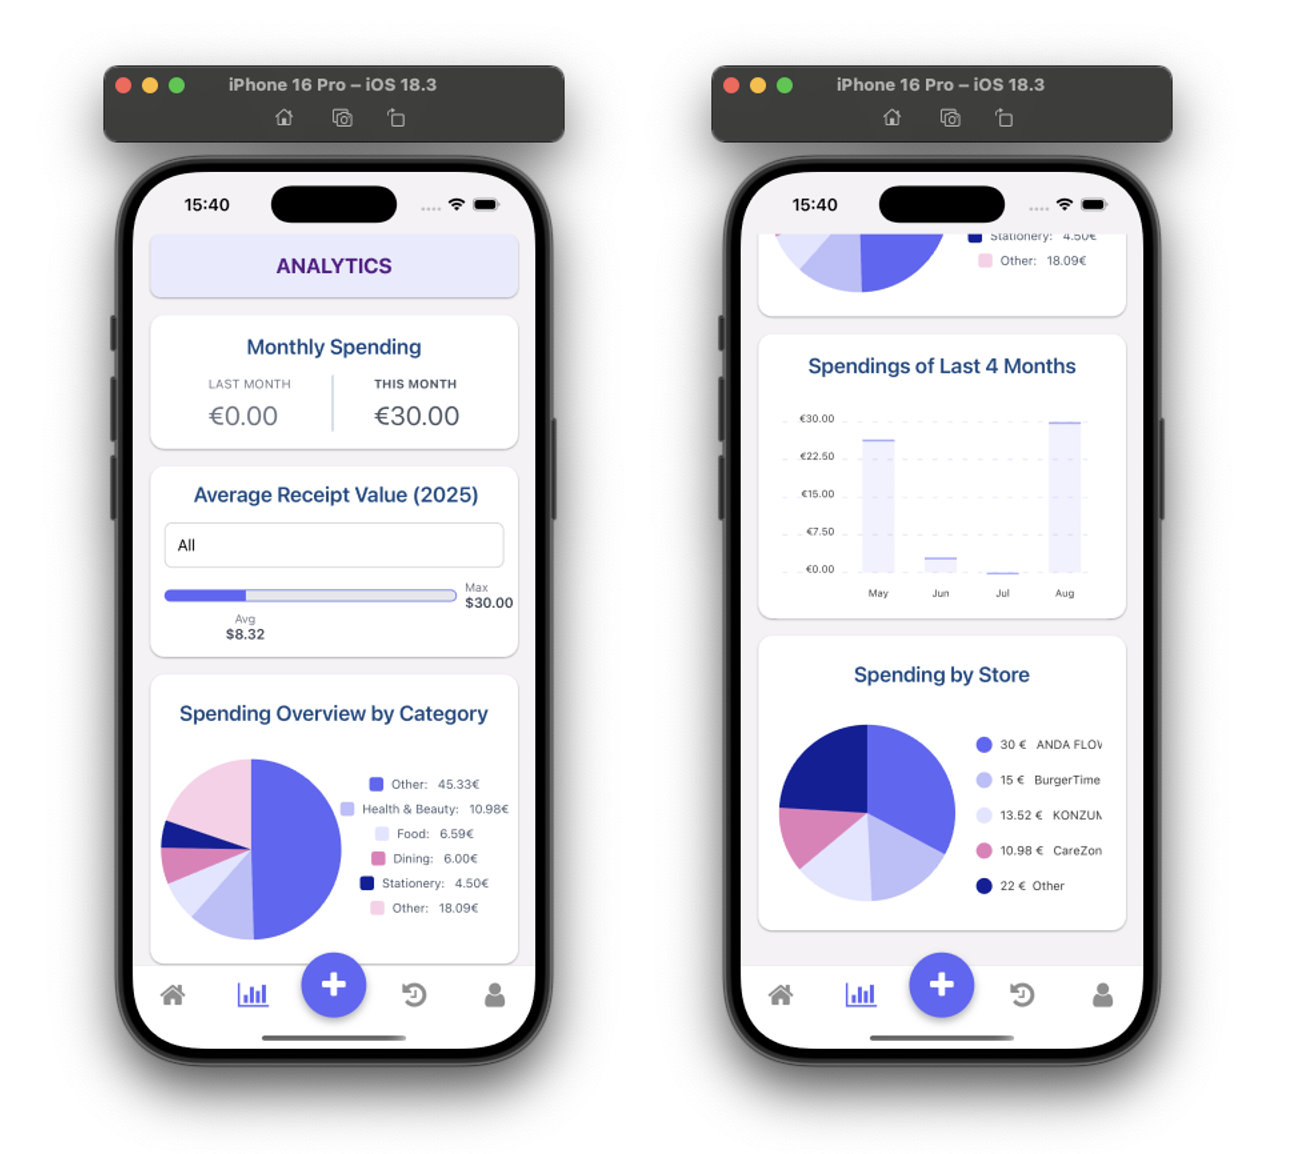 iPhone 16 Pro – iOS 18.3
15:40
ANALYTICS
Monthly Spending
LAST MONTH
€0.00
THIS MONTH
€30.00
Average Receipt Value (2025)
All
Max
$30.00
Avg
$8.32
Spending Overview by Category
Other: 45.33€
Health & Beauty: 10.98€
Food: 6.59€
Dining: 6.00€
Stationery: 4.50€
Other: 18.09€
iPhone 16 Pro – iOS 18.3
15:40
Stationery: 4.50€
Other: 18.09€
Spendings of Last 4 Months
€30.00
€22.50
€15.00
€7.50
€0.00
May Jun Jul Aug
Spending by Store
30 € ANDA FLOV
15 € BurgerTime
13.52 € KONZUM
10.98 € CareZon
22 € Other